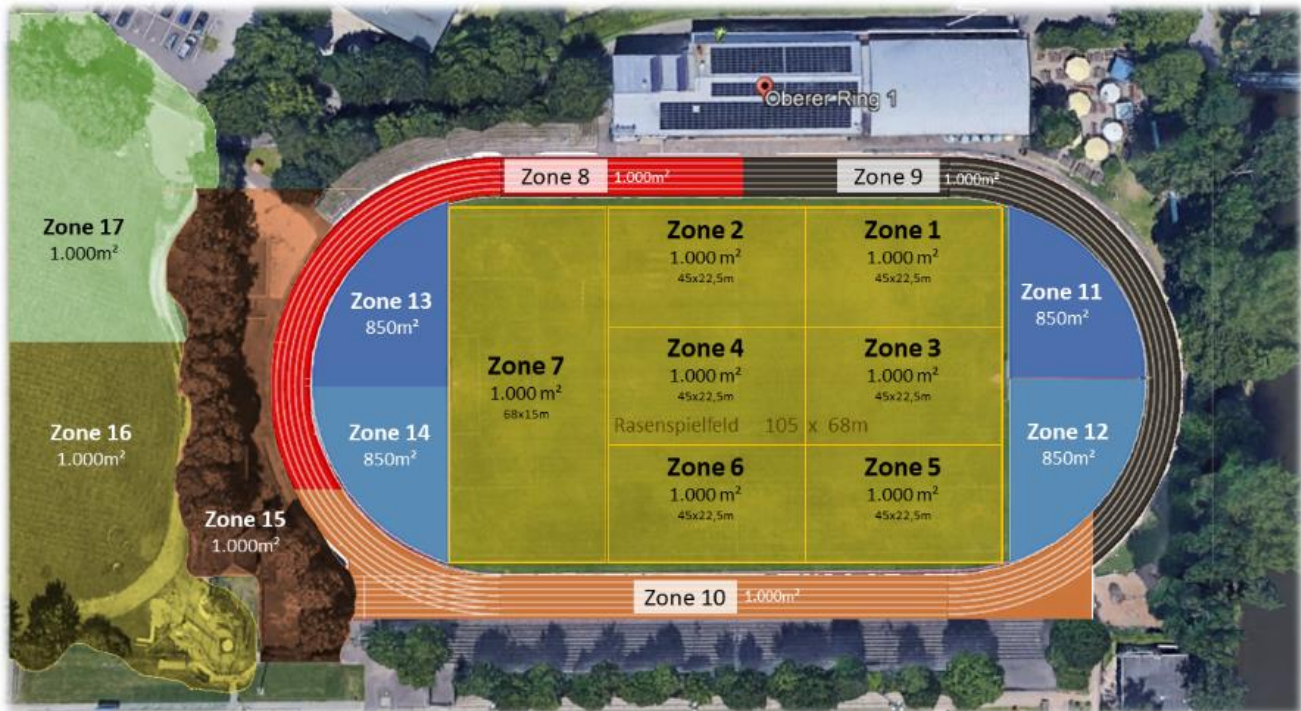 Oberer Ring 1
Zone 8 1.000m²
Zone 9 1.000m²
Zone 17
1.000m²
Zone 2
1.000 m²
45x22,5m
Zone 1
1.000 m²
45x22,5m
Zone 13
850m²
Zone 11
850m²
Zone 7
1.000 m²
68x15m
Zone 4
1.000 m²
45x22,5m
Zone 3
1.000 m²
45x22,5m
Rasenspielfeld 105 x 68m
Zone 16
1.000m²
Zone 14
850m²
Zone 12
850m²
Zone 6
1.000 m²
45x22,5m
Zone 5
1.000 m²
45x22,5m
Zone 15
1.000m²
Zone 10 1.000m²